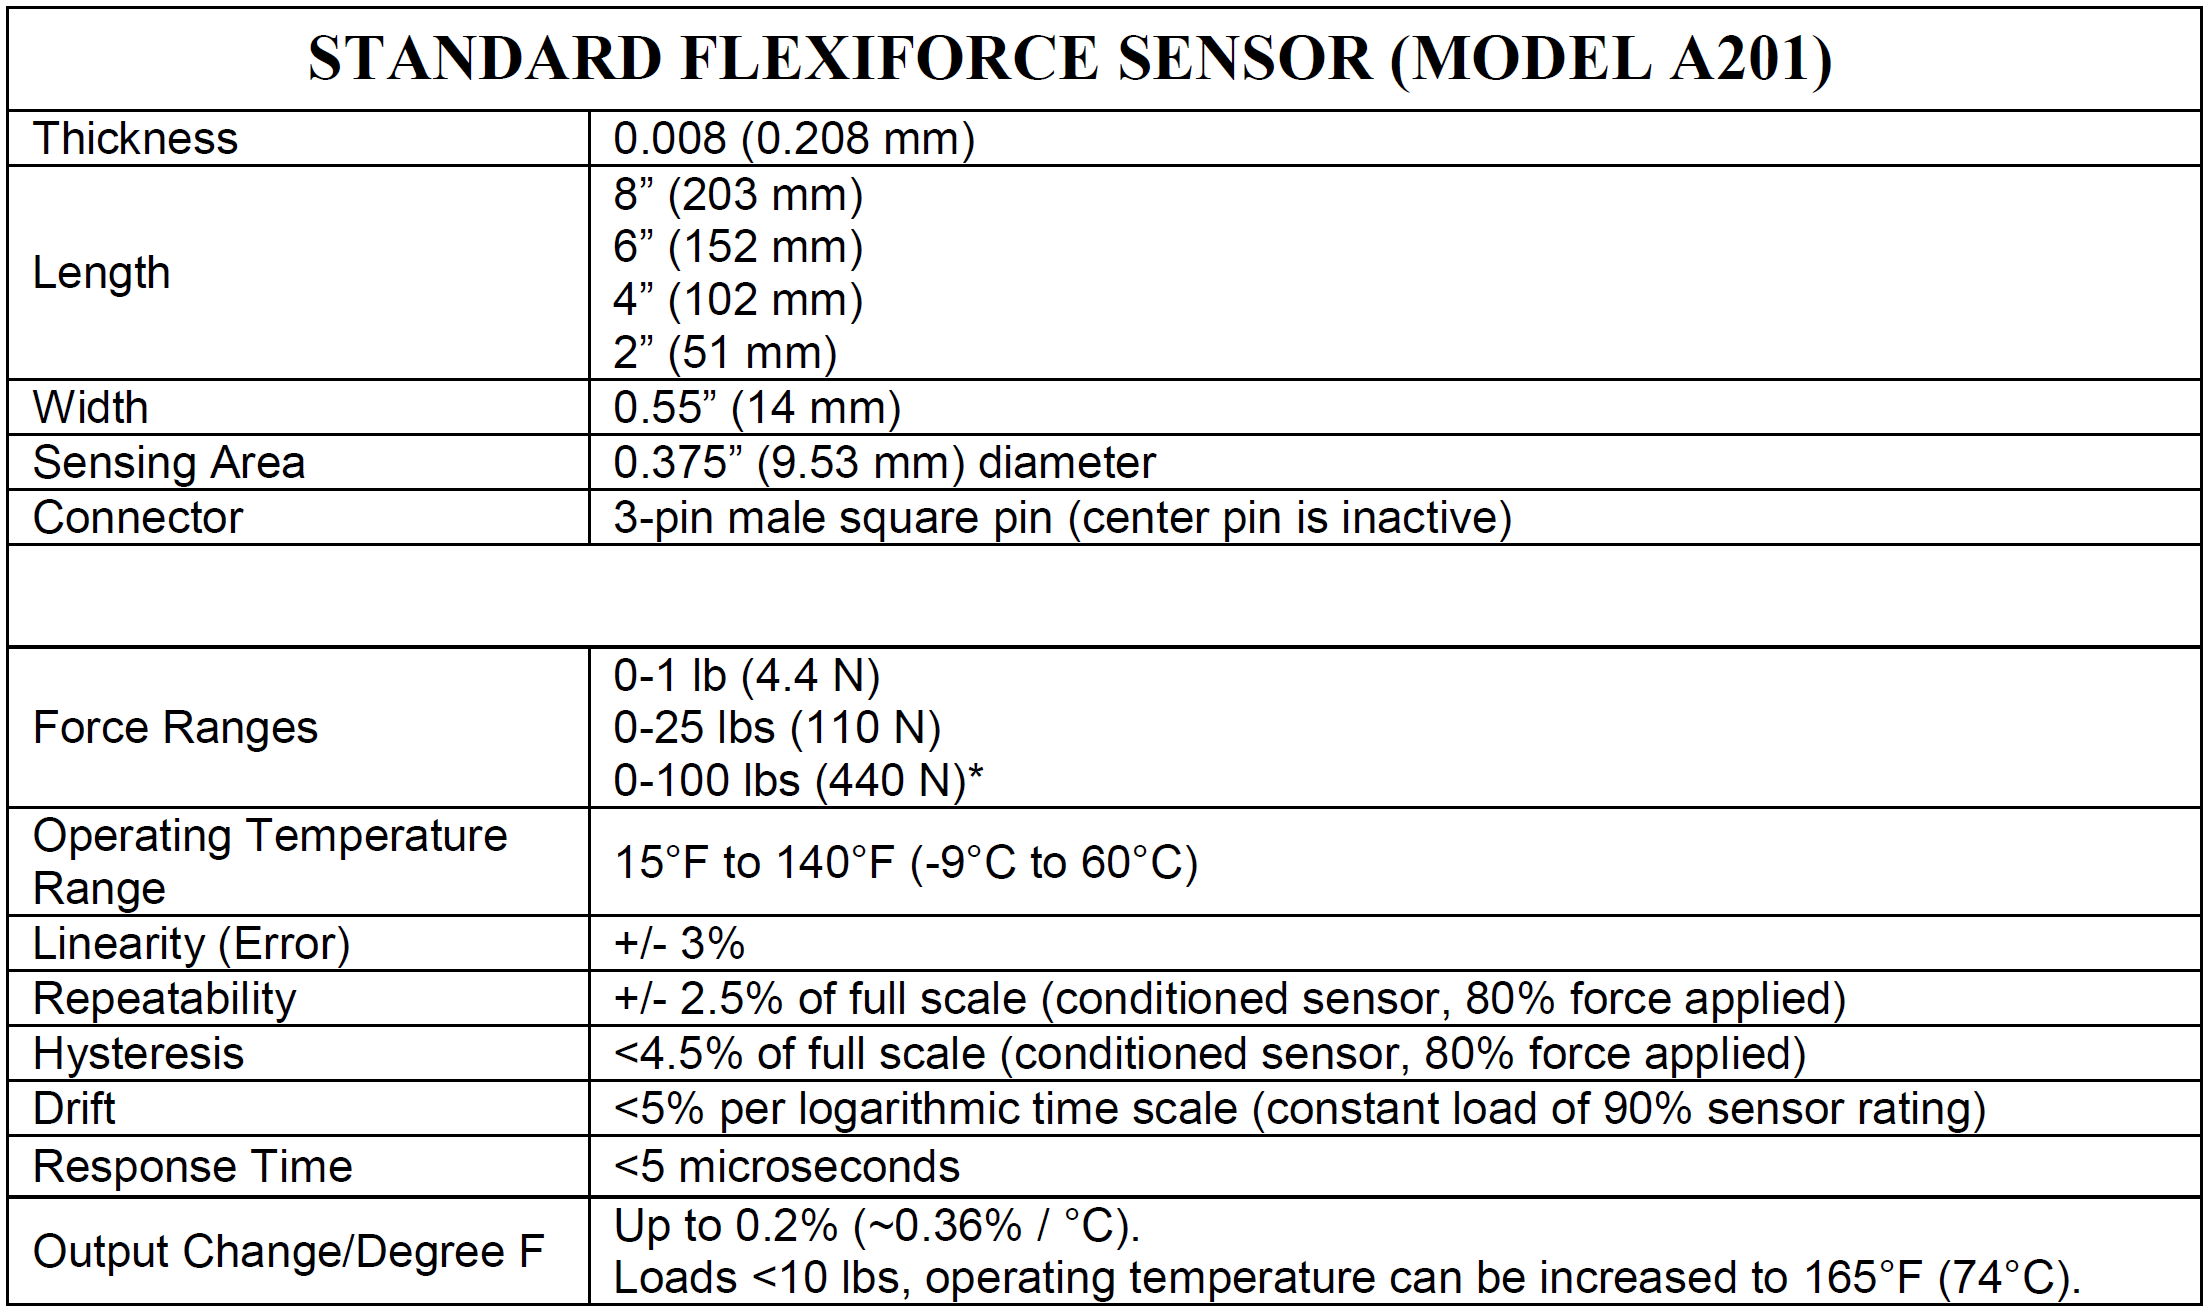 STANDARD FLEXIFORCE SENSOR (MODEL A201)
Thickness
0.008 (0.208 mm)
Length
8” (203 mm)
6” (152 mm)
4” (102 mm)
2” (51 mm)
Width
0.55” (14 mm)
Sensing Area
0.375” (9.53 mm) diameter
Connector
3-pin male square pin (center pin is inactive)
Force Ranges
0-1 lb (4.4 N)
0-25 lbs (110 N)
0-100 lbs (440 N)*
Operating Temperature
Range
15°F to 140°F (-9°C to 60°C)
Linearity (Error)
+/- 3%
Repeatability
+/- 2.5% of full scale (conditioned sensor, 80% force applied)
Hysteresis
<4.5% of full scale (conditioned sensor, 80% force applied)
Drift
<5% per logarithmic time scale (constant load of 90% sensor rating)
Response Time
<5 microseconds
Output Change/Degree F
Up to 0.2% (~0.36% / °C).
Loads <10 lbs, operating temperature can be increased to 165°F (74°C).